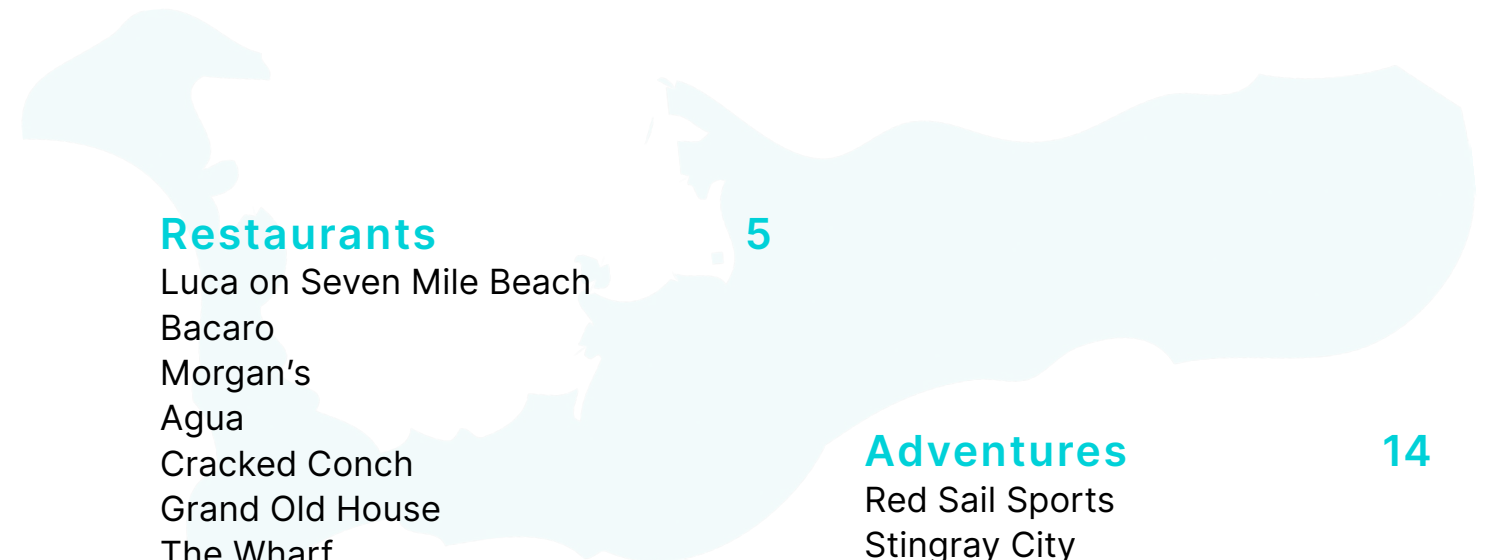 Restaurants 5
Luca on Seven Mile Beach
Bacaro
Morgan’s
Agua
Cracked Conch
Grand Old House
The Wharf
Adventures 14
Red Sail Sports
Stingray City